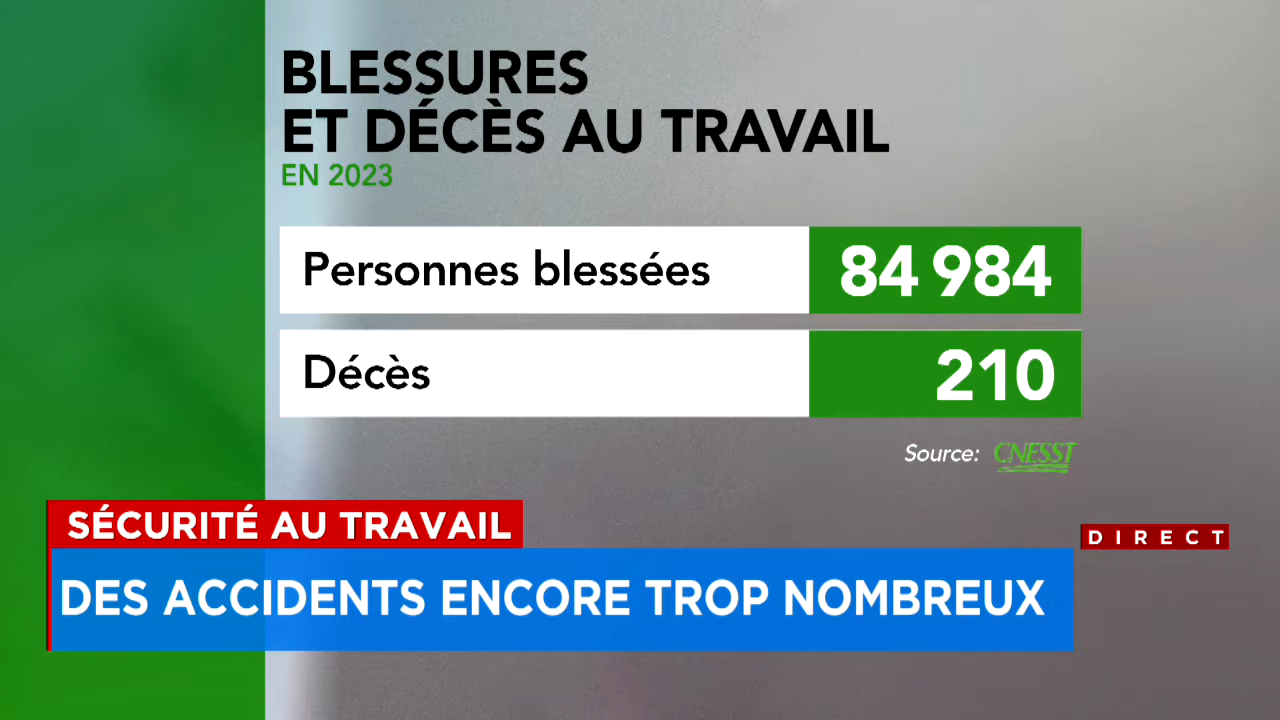 BLESSURES
ET DÉCÈS AU TRAVAIL
EN 2023
Personnes blessées 84 984
Décès 210
Source: CNESST
SÉCURITÉ AU TRAVAIL
DIRECT
DES ACCIDENTS ENCORE TROP NOMBREUX